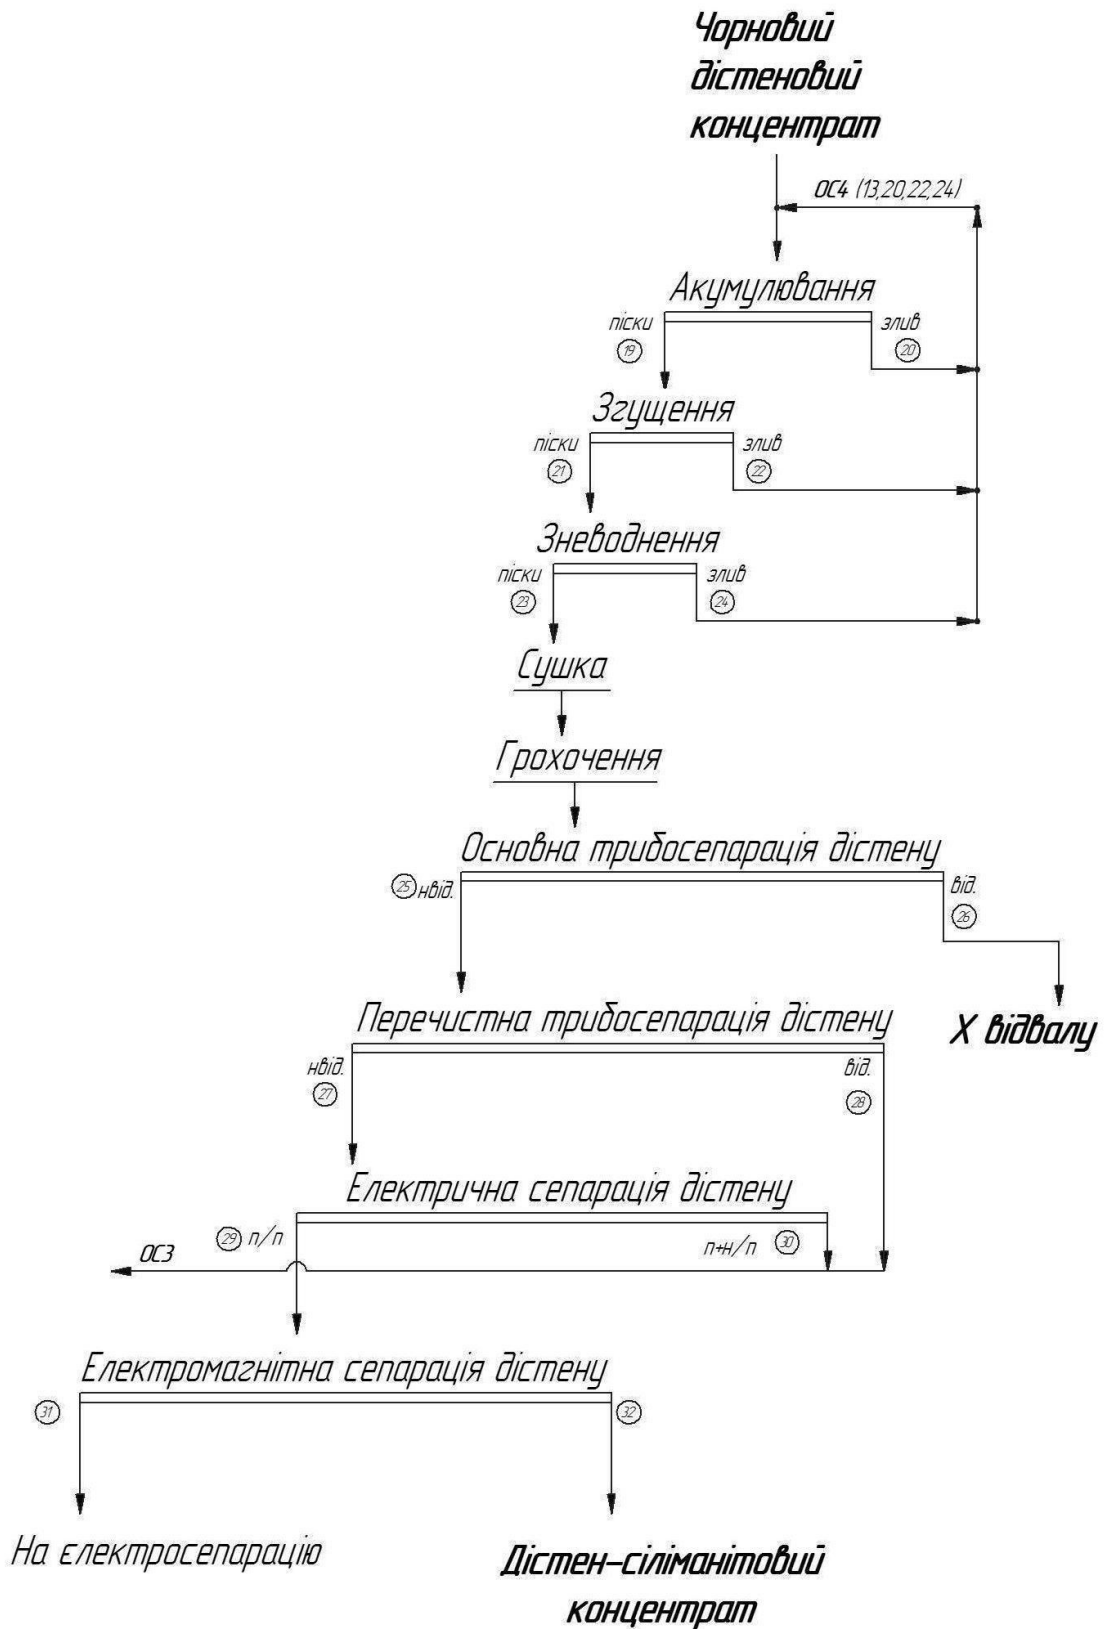 Чорновий
дістеновий
концентрат
ОС4 (13,20,22,24)
Акумулювання
піски
злив
19
20
Згущення
піски
злив
21
22
Зневоднення
піски
злив
23
24
Сушка
Грохочення
Основна трибосепарація дістену
25 нвід.
від.
26
Перечистна трибосепарація дістену
Х відвалу
нвід.
від.
27
28
Електрична сепарація дістену
29 п/п
п+н/п 30
ОС3
Електромагнітна сепарація дістену
31
32
На електросепарацію
Дістен-сіліманітовий
концентрат